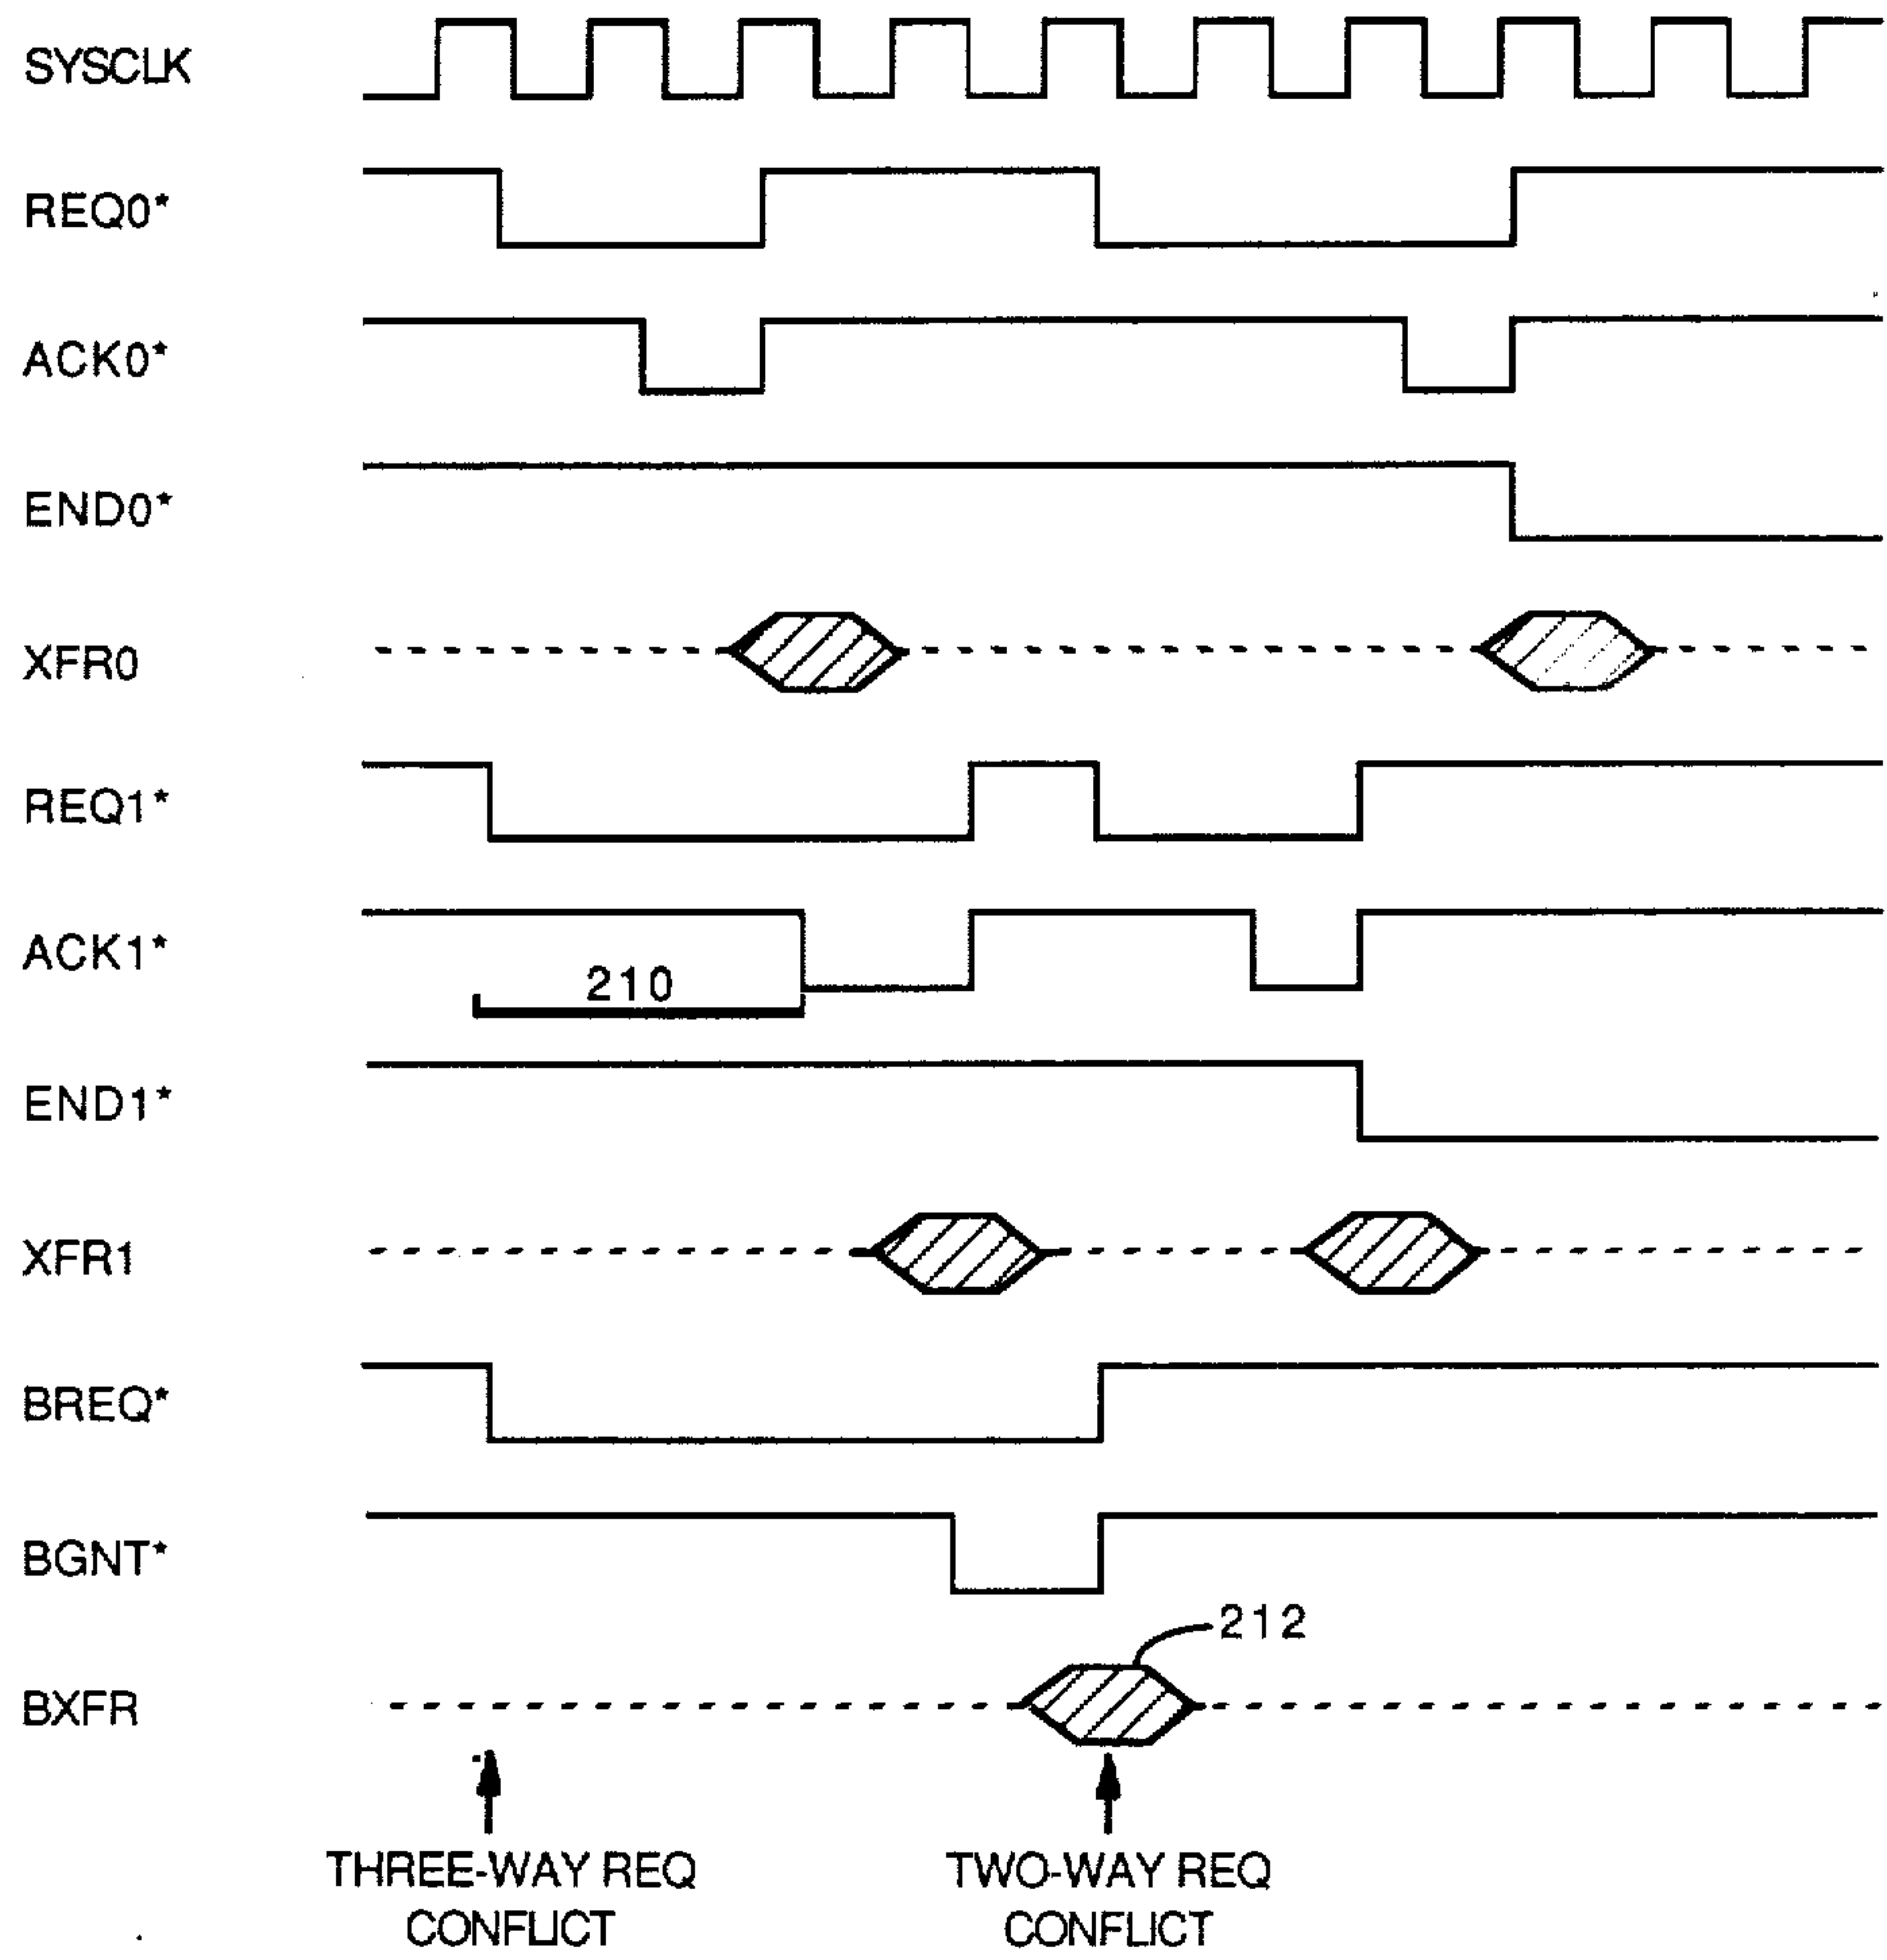 SYSCLK
REQ0*
ACK0*
END0*
XFR0
REQ1*
ACK1*
210
END1*
XFR1
BREQ*
BGNT*
212
BXFR
THREE-WAY REQ
CONFLICT
TWO-WAY REQ
CONFLICT